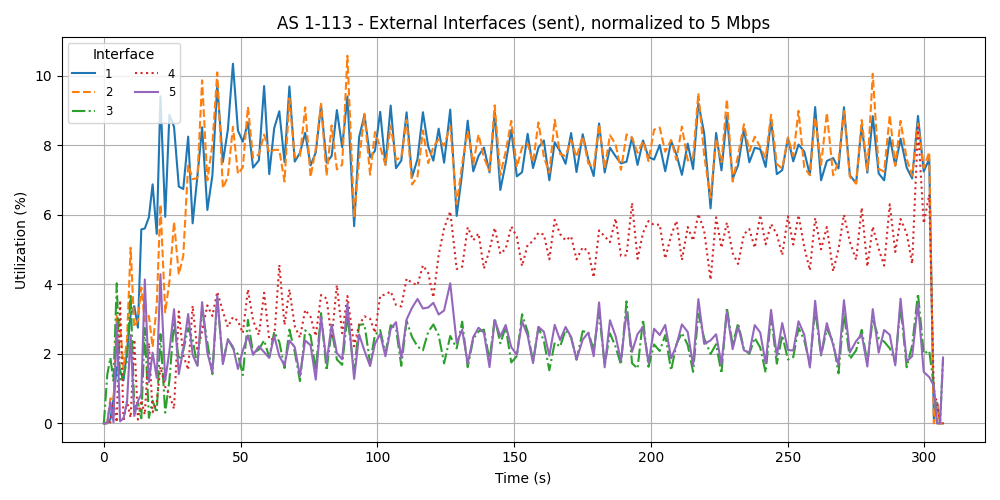 AS 1-113 - External Interfaces (sent), normalized to 5 Mbps
Interface
1 4
2 5
3
Utilization (%)
10
8
6
4
2
0
0 50 100 150 200 250 300
Time (s)